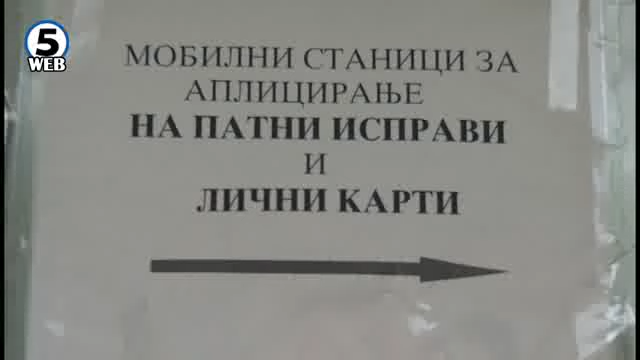 5
WEB
МОБИЛНИ СТАНИЦИ ЗА
АПЛИЦИРАЊЕ
НА ПАТНИ ИСПРАВИ
И
ЛИЧНИ КАРТИ